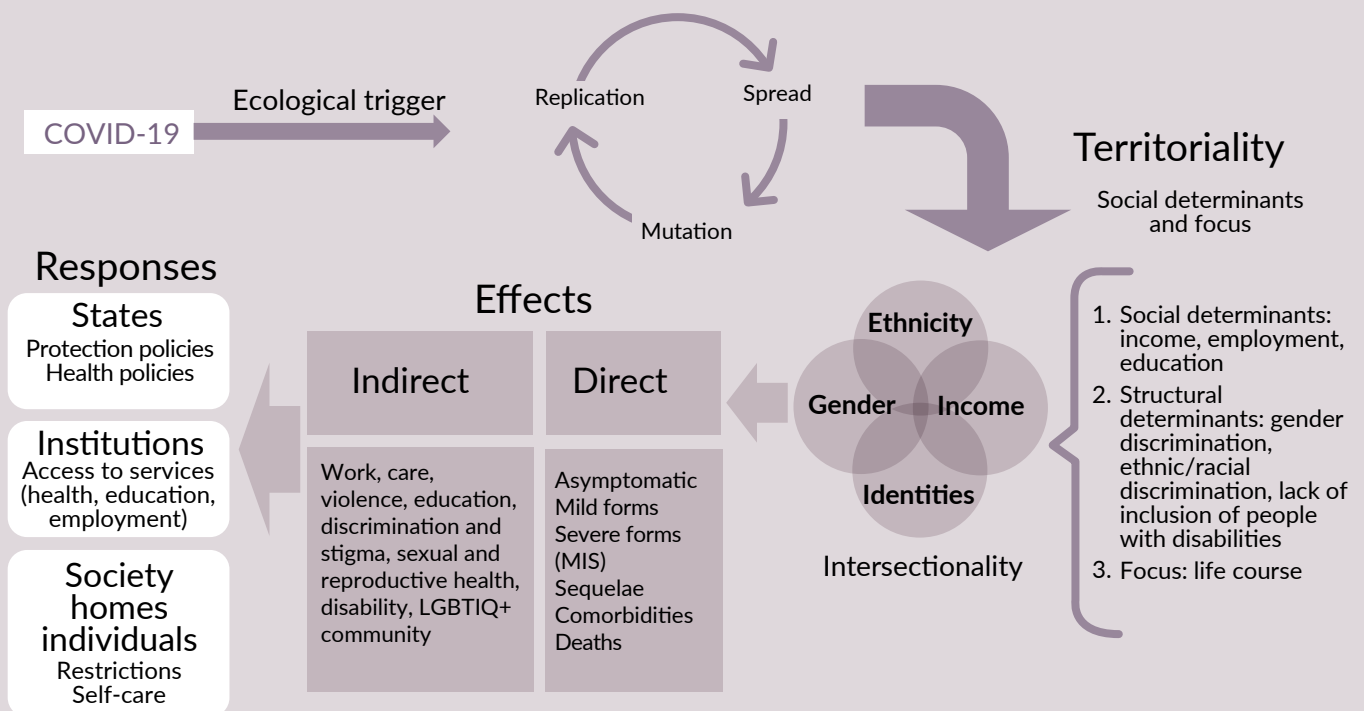 COVID-19
Ecological trigger
Replication
Spread
Mutation
Territoriality
Social determinants
and focus
1. Social determinants:
income, employment,
education
2. Structural
determinants: gender
discrimination,
ethnic/racial
discrimination, lack of
inclusion of people
with disabilities
3. Focus: life course
Ethnicity
Gender
Income
Identities
Intersectionality
Effects
Direct
Asymptomatic
Mild forms
Severe forms
(MIS)
Sequelae
Comorbidities
Deaths
Indirect
Work, care,
violence, education,
discrimination and
stigma, sexual and
reproductive health,
disability, LGBTIQ+
community
Responses
States
Protection policies
Health policies
Institutions
Access to services
(health, education,
employment)
Society
homes
individuals
Restrictions
Self-care